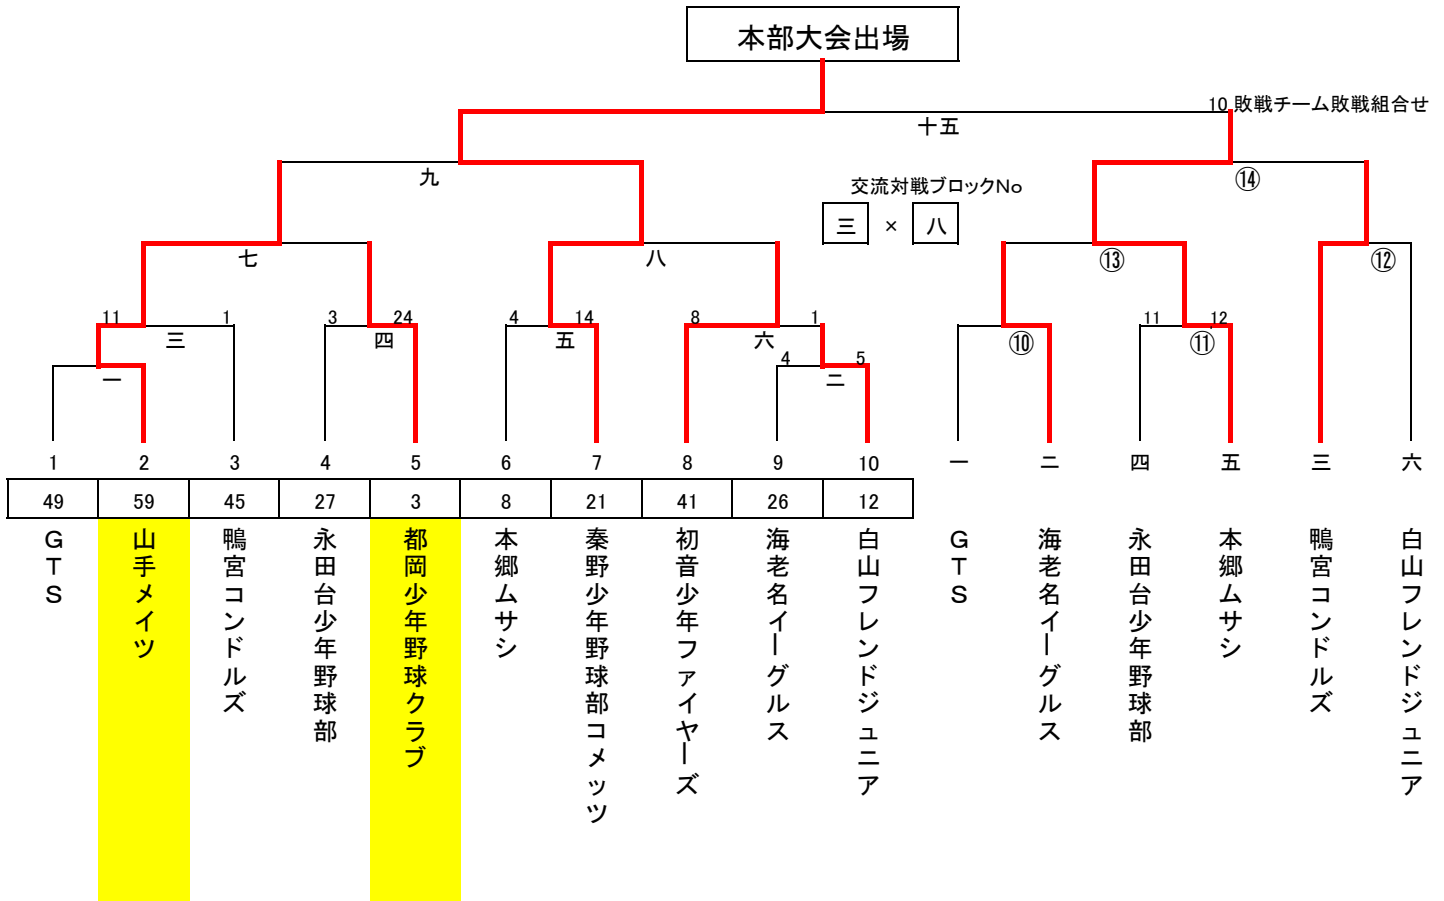 本部大会出場
10 敗戦チーム敗戦組合せ
十五
九
⑭
交流対戦ブロックNo
三 × 八
七 八 ⑬ ⑫
11 1 3 24 4 14 8 1 11 12
三 四 五 六 ⑩ ⑪
4 5
一 二
1 2 3 4 5 6 7 8 9 10 一 二 四 五 三 六
49 59 45 27 3 8 21 41 26 12
GTS
山手メイツ
鴨宮コンドルズ
永田台少年野球部
都岡少年野球クラブ
本郷ムサシ
秦野少年野球部コメッツ
初音少年ファイヤーズ
海老名イーグルス
白山フレンドジュニア
GTS
海老名イーグルス
永田台少年野球部
本郷ムサシ
鴨宮コンドルズ
白山フレンドジュニア